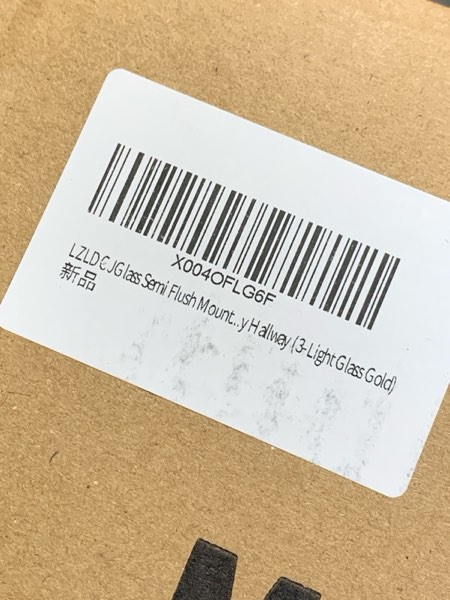 X004OFLG6F
LZLDCJGlass Semi Flush Mount...y Hallway (3-Light Glass Gold)
新品